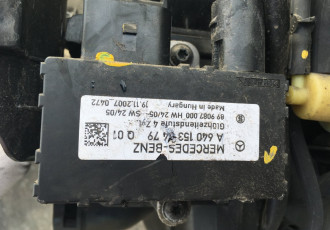 MERCEDES-BENZ
A 640 153 79 Q 01
Glühzeitendstufe 4 Zyl.
69 9087 000 HW 24/05 SW 24/05
19.11.2007 0472
Made in Hungary